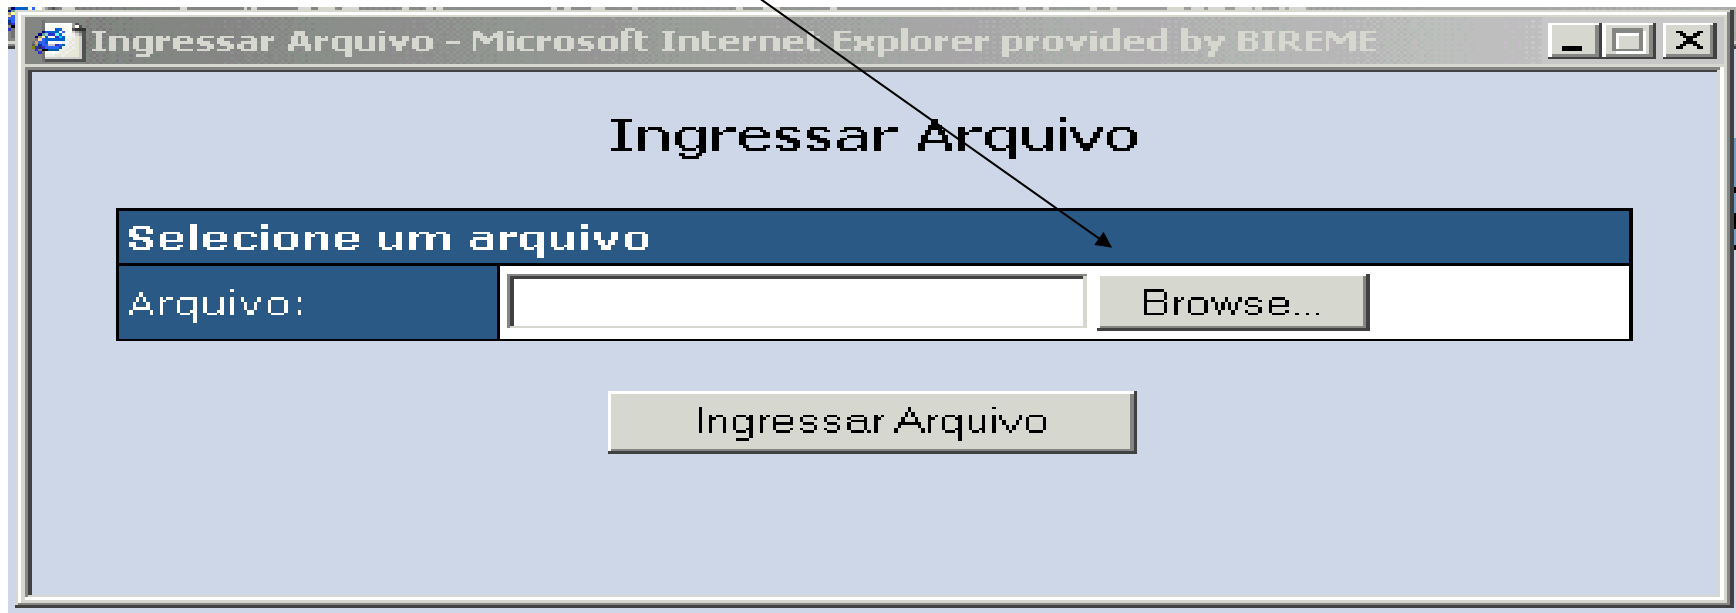 Ingressar Arquivo - Microsoft Internet Explorer provided by BIREME
Ingressar Arquivo
Selecione um arquivo
Arquivo:
Browse...
Ingressar Arquivo